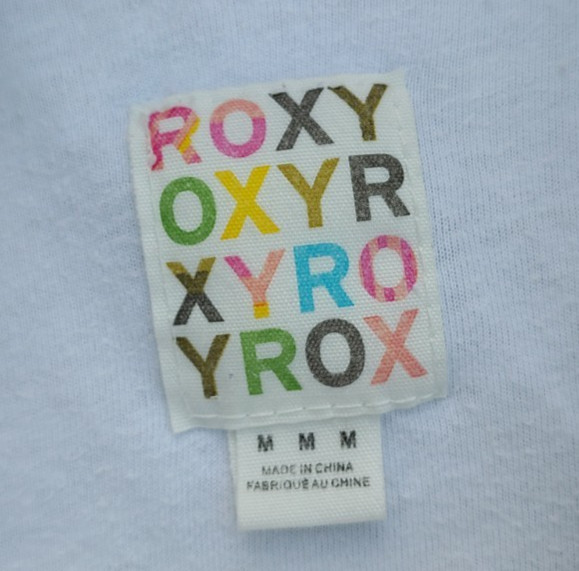 ROXY
OXYR
XYRO
YROX
M M M
MADE IN CHINA
FABRIQUÉ AU CHINE